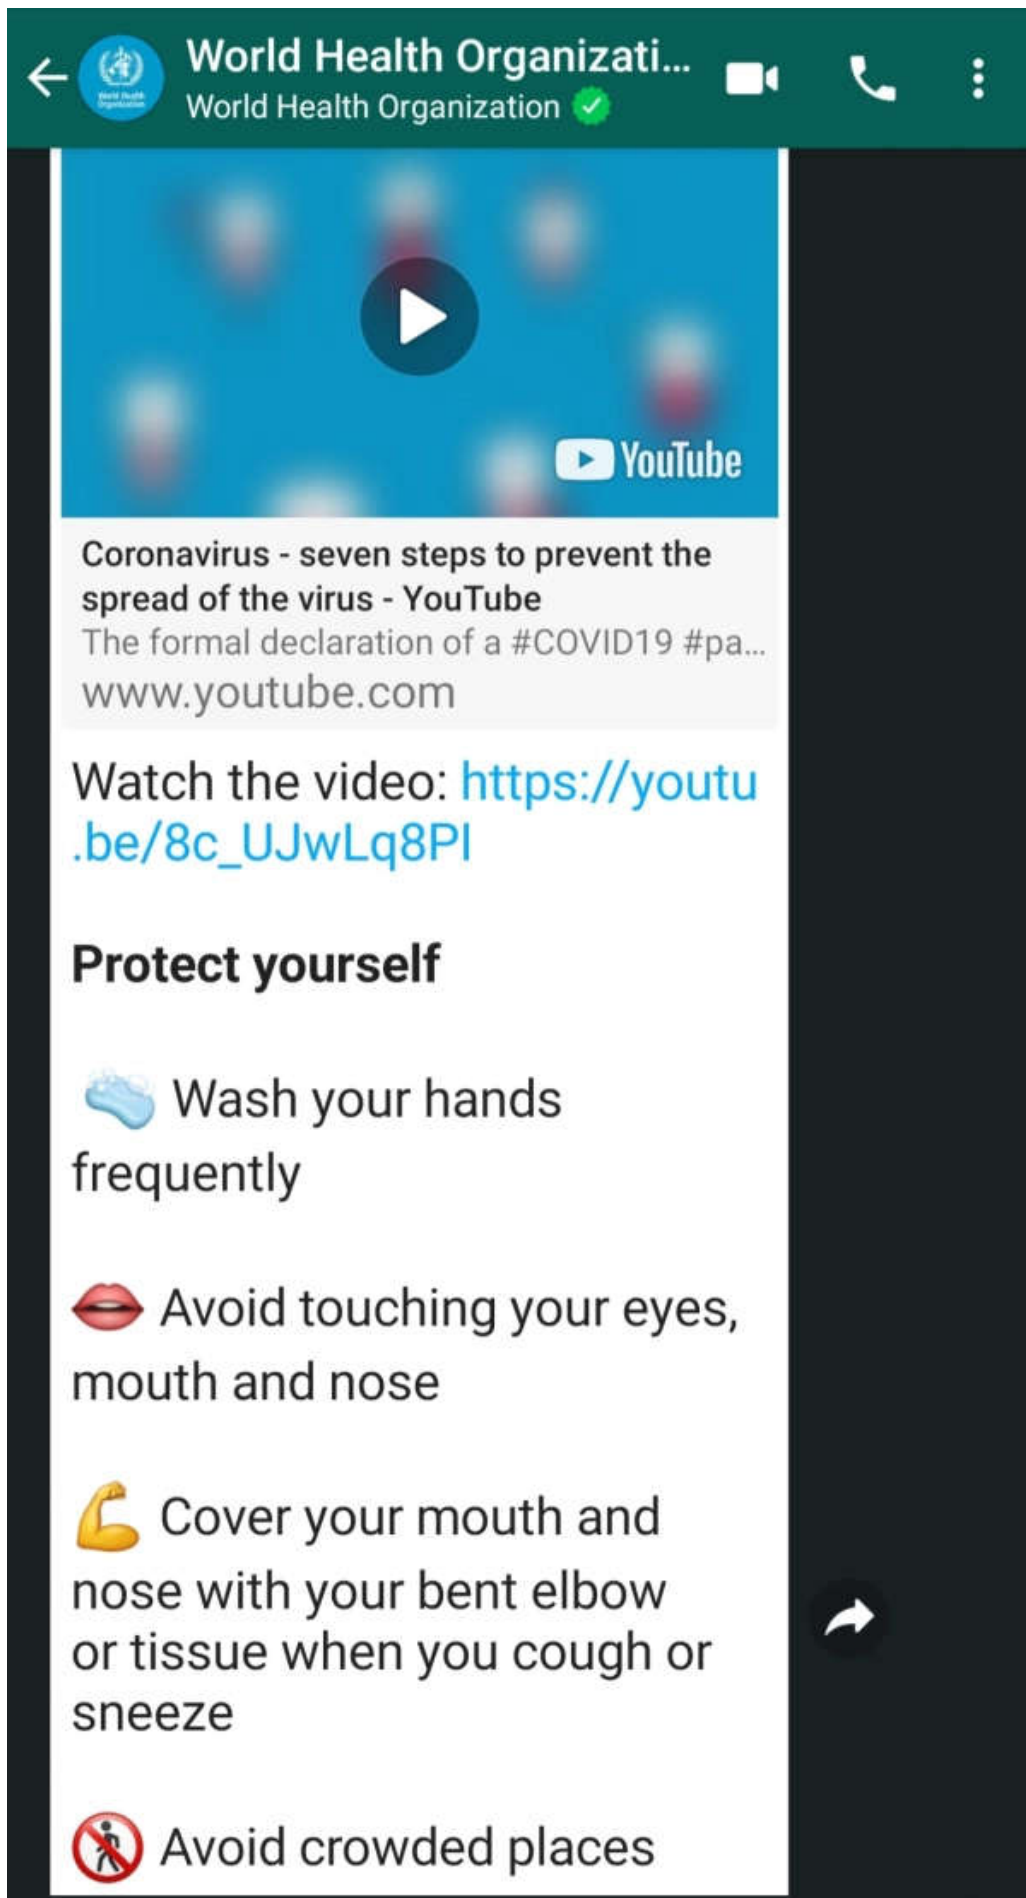 World Health Organizati...
World Health Organization
YouTube
Coronavirus - seven steps to prevent the
spread of the virus - YouTube
The formal declaration of a #COVID19 #pa...
www.youtube.com
Watch the video: https://youtu
.be/8c_UJwLq8PI
Protect yourself
Wash your hands
frequently
Avoid touching your eyes,
mouth and nose
Cover your mouth and
nose with your bent elbow
or tissue when you cough or
sneeze
Avoid crowded places